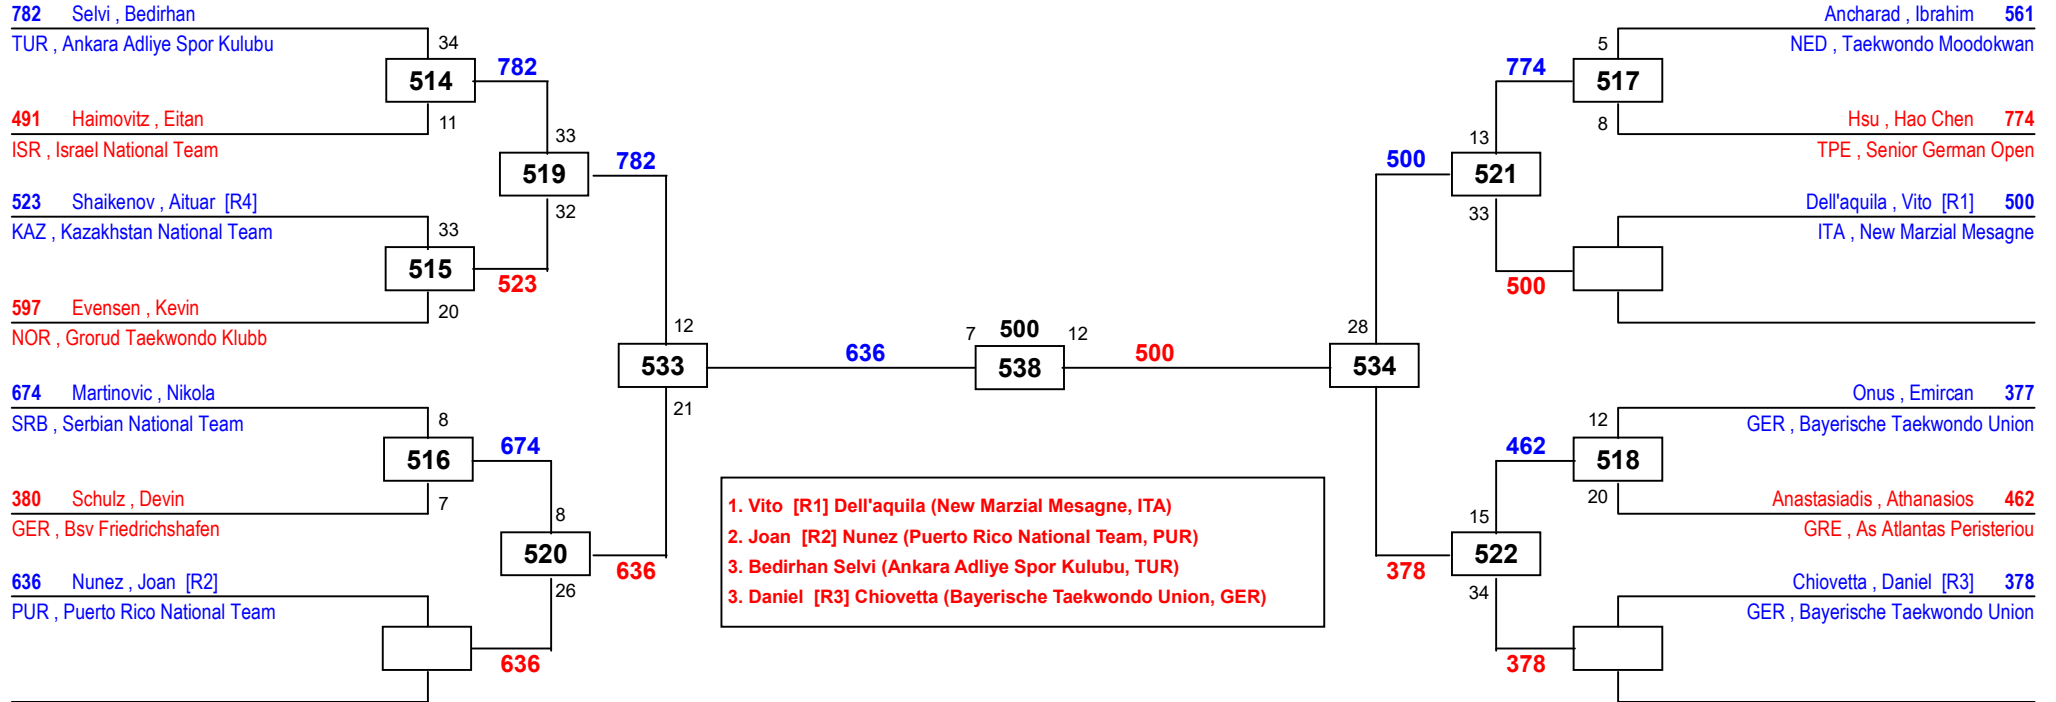 782 Selvi , Bedirhan
TUR , Ankara Adliye Spor Kulubu
34
514
782
11
491 Haimovitz , Eitan
ISR , Israel National Team
33
519
782
32
523 Shaikenov , Aituar [R4]
KAZ , Kazakhstan National Team
33
515
523
20
597 Evensen , Kevin
NOR , Grorud Taekwondo Klubb
12
533
636
21
674 Martinovic , Nikola
SRB , Serbian National Team
8
516
674
7
380 Schulz , Devin
GER , Bsv Friedrichshafen
8
520
636
26
636 Nunez , Joan [R2]
PUR , Puerto Rico National Team
636
7 500 12
538
500
1. Vito [R1] Dell'aquila (New Marzial Mesagne, ITA)
2. Joan [R2] Nunez (Puerto Rico National Team, PUR)
3. Bedirhan Selvi (Ankara Adliye Spor Kulubu, TUR)
3. Daniel [R3] Chiovetta (Bayerische Taekwondo Union, GER)
Ancharad , Ibrahim 561
NED , Taekwondo Moodokwan
5
774
517
8
Hsu , Hao Chen 774
TPE , Senior German Open
13
500
521
33
Dell'aquila , Vito [R1] 500
ITA , New Marzial Mesagne
500
28
534
Onus , Emircan 377
GER , Bayerische Taekwondo Union
12
462
518
20
Anastasiadis , Athanasios 462
GRE , As Atlantas Peristeriou
15
522
378
34
Chiovetta , Daniel [R3] 378
GER , Bayerische Taekwondo Union
378